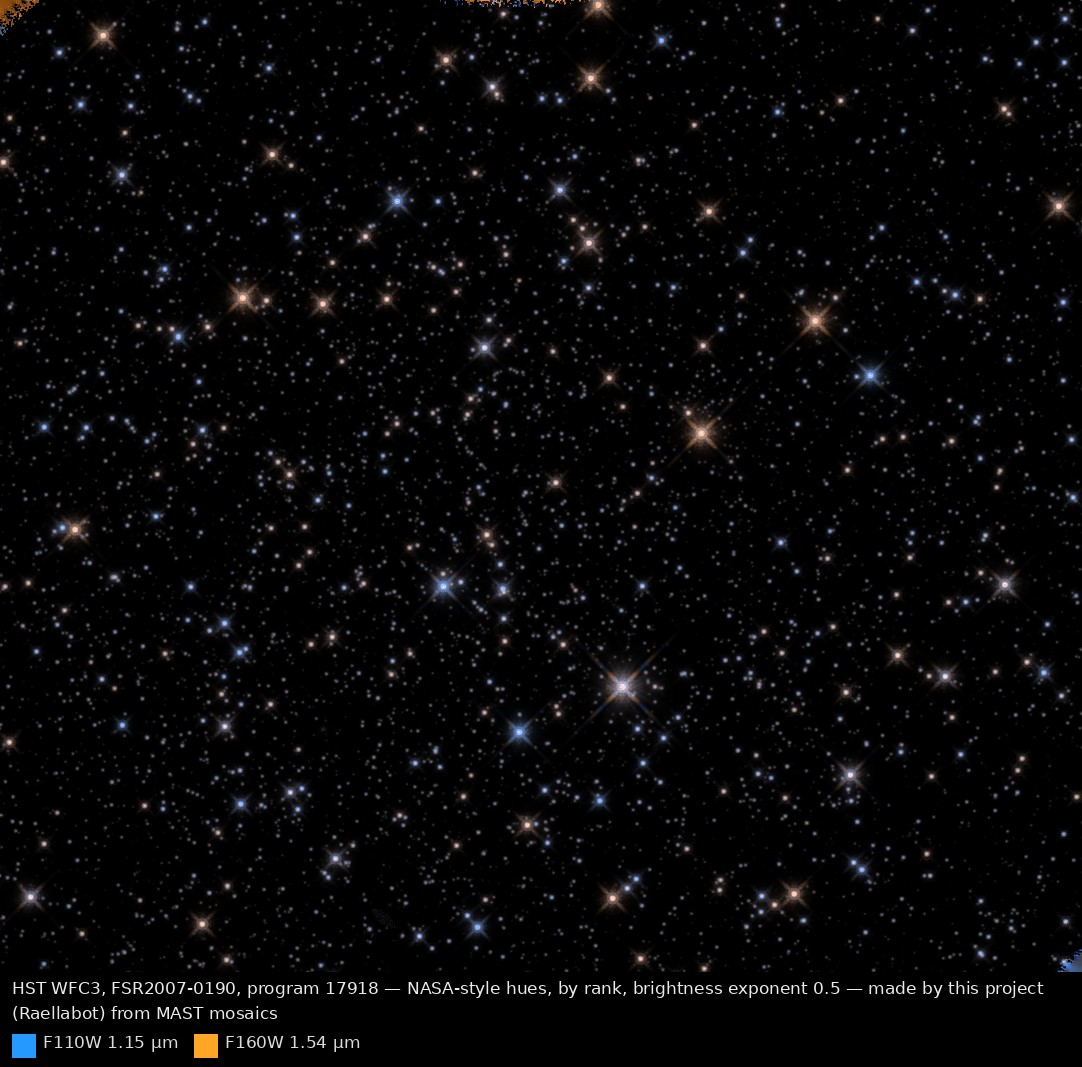 HST WFC3, FSR2007-0190, program 17918 — NASA-style hues, by rank, brightness exponent 0.5 — made by this project
(Raellabot) from MAST mosaics
F110W 1.15 µm F160W 1.54 µm